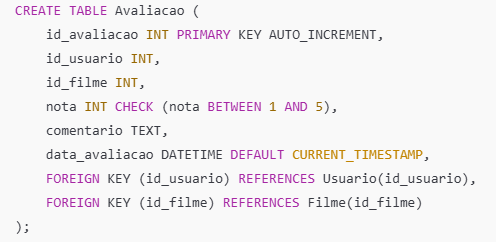 CREATE TABLE Avaliacao (
    id_avaliacao INT PRIMARY KEY AUTO_INCREMENT,
    id_usuario INT,
    id_filme INT,
    nota INT CHECK (nota BETWEEN 1 AND 5),
    comentario TEXT,
    data_avaliacao DATETIME DEFAULT CURRENT_TIMESTAMP,
    FOREIGN KEY (id_usuario) REFERENCES Usuario(id_usuario),
    FOREIGN KEY (id_filme) REFERENCES Filme(id_filme)
);